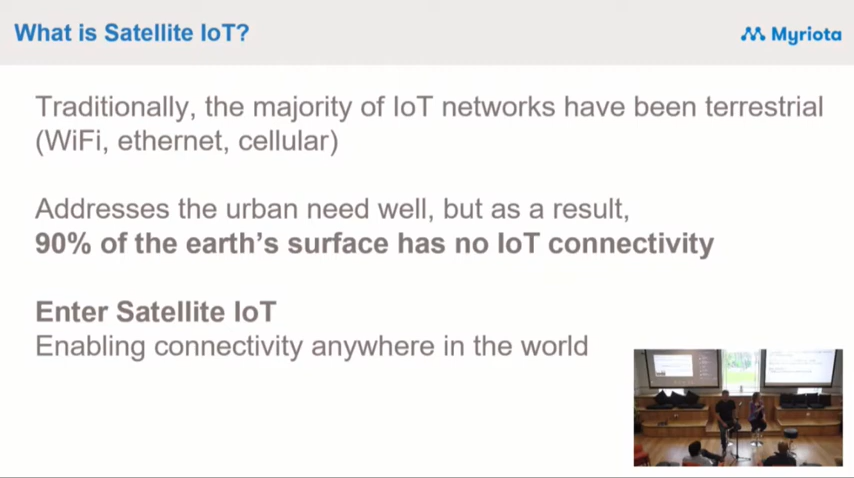 What is Satellite IoT?
Myriota
Traditionally, the majority of IoT networks have been terrestrial
(WiFi, ethernet, cellular)
Addresses the urban need well, but as a result,
90% of the earth's surface has no IoT connectivity
Enter Satellite IoT
Enabling connectivity anywhere in the world